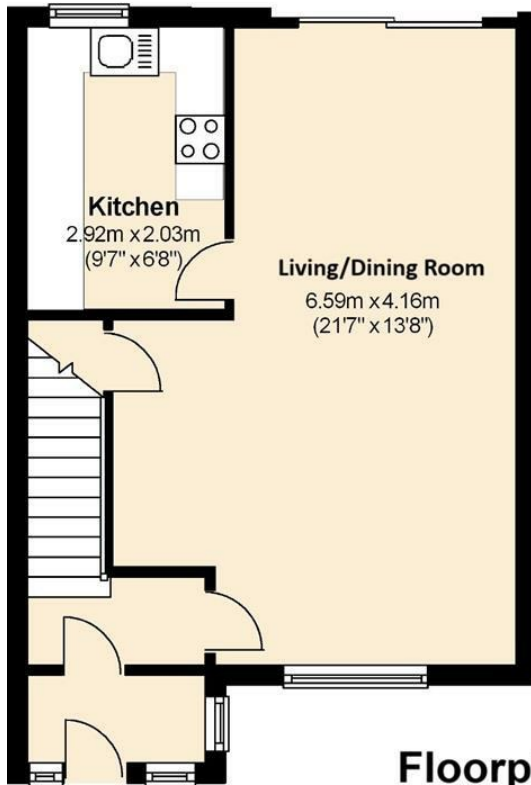 Kitchen
2.92m x 2.03m
(9'7" x 6'8")
Living/Dining Room
6.59m x 4.16m
(21'7" x 13'8")
Floorp